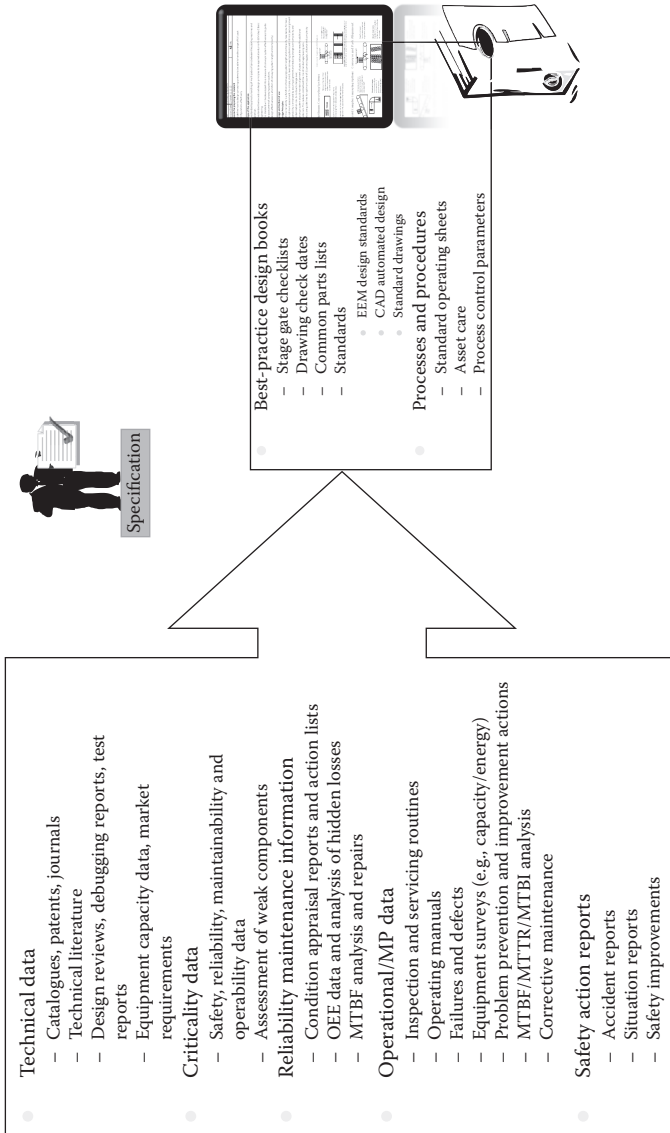 Technical data
– Catalogues, patents, journals
– Technical literature
– Design reviews, debugging reports, test
reports
– Equipment capacity data, market
requirements
Criticality data
– Safety, reliability, maintainability and
operability data
– Assessment of weak components
Reliability maintenance information
– Condition appraisal reports and action lists
– OEE data and analysis of hidden losses
– MTBF analysis and repairs
Operational/MP data
– Inspection and servicing routines
– Operating manuals
– Failures and defects
– Equipment surveys (e.g., capacity/energy)
– Problem prevention and improvement actions
– MTBF/MTTR/MTBI analysis
– Corrective maintenance
Safety action reports
– Accident reports
– Situation reports
– Safety improvements
Specification
Best-practice design books
– Stage gate checklists
– Drawing check dates
– Common parts lists
– Standards
• EEM design standards
• CAD automated design
• Standard drawings
Processes and procedures
– Standard operating sheets
– Asset care
– Process control parameters